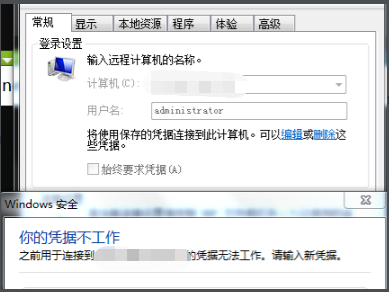 常规 显示 本地资源 程序 体验 高级
登录设置
输入远程计算机的名称。
计算机(C):
用户名: administrator
将使用保存的凭据连接到此计算机。可以编辑或删除这
些凭据。
始终要求凭据(A)
Windows 安全
你的凭据不工作
之前用于连接到 的凭据无法工作。请输入新凭据。